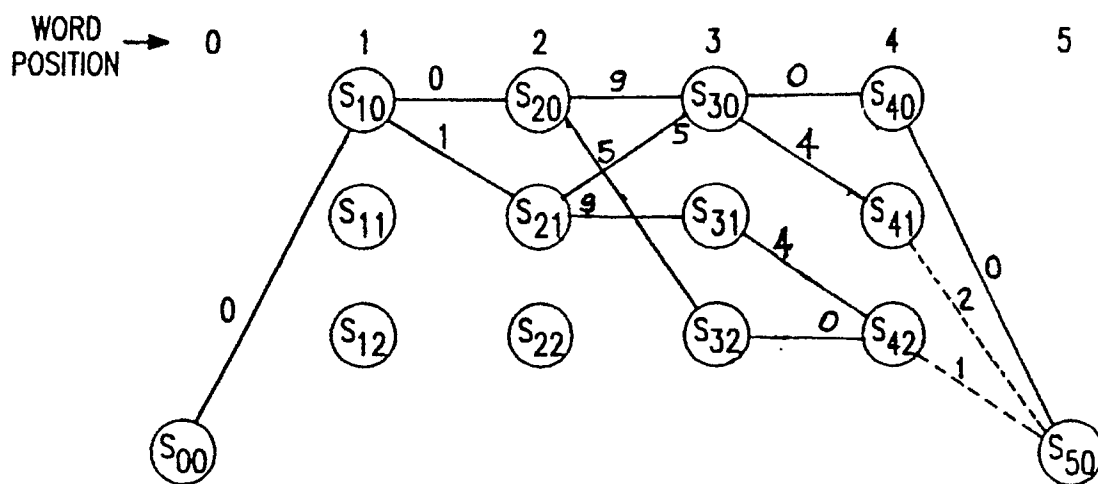 WORD POSITION → 0 1 2 3 4 5
S10 0 S20 9 S30 0 S40
1 5 5 4
S11 S21 9 S31 S41
0 4 0 2
S12 S22 S32 0 S42
1
S00 S50